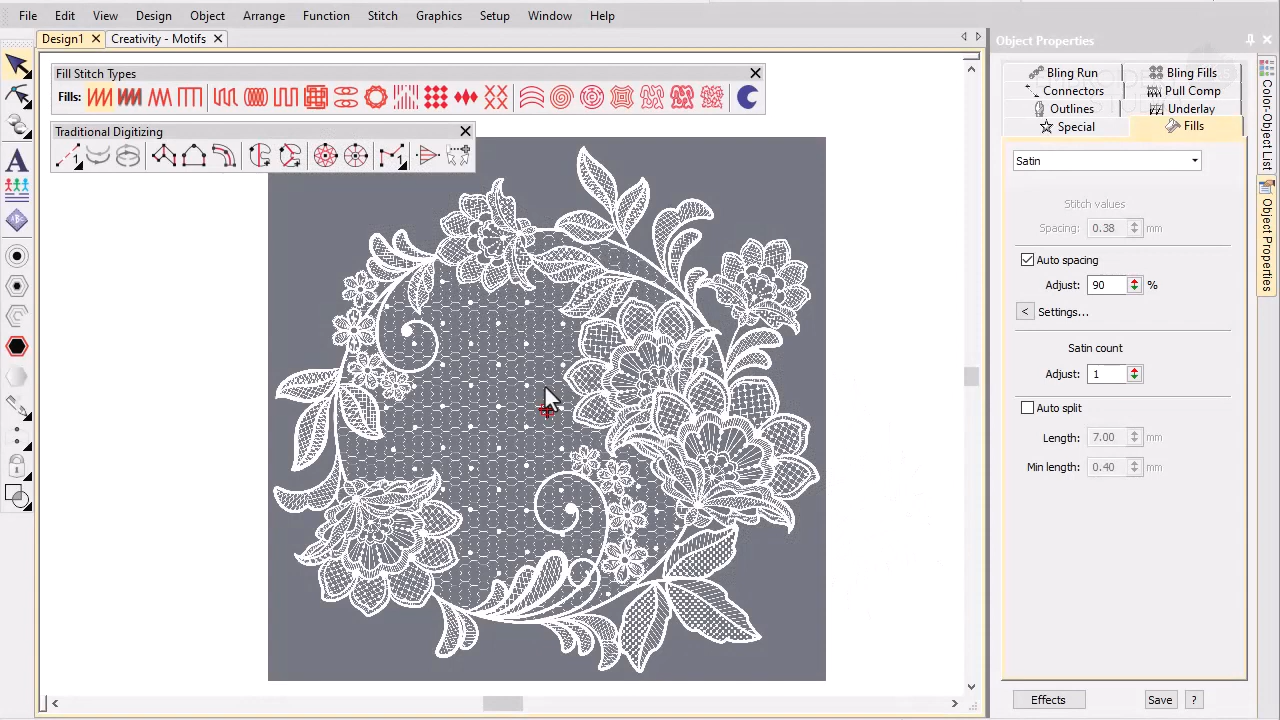 File Edit View Design Object Arrange Function Stitch Graphics Setup Window Help
Design1 Creativity - Motifs
Object Properties
Fill Stitch Types
Fills:
Traditional Digitizing
Bling Run Bling Fills
Connectors Pull Comp
Outlines Underlay
Special Fills
Satin
Stitch values
Spacing: 0.38 mm
Auto spacing
Adjust: 90 %
< Settings...
Satin count
Adjust: 1
Auto split
Length: 7.00 mm
Min length: 0.40 mm
Effects Save ?
Color-Object List
Object Properties
A
ABC
1
1